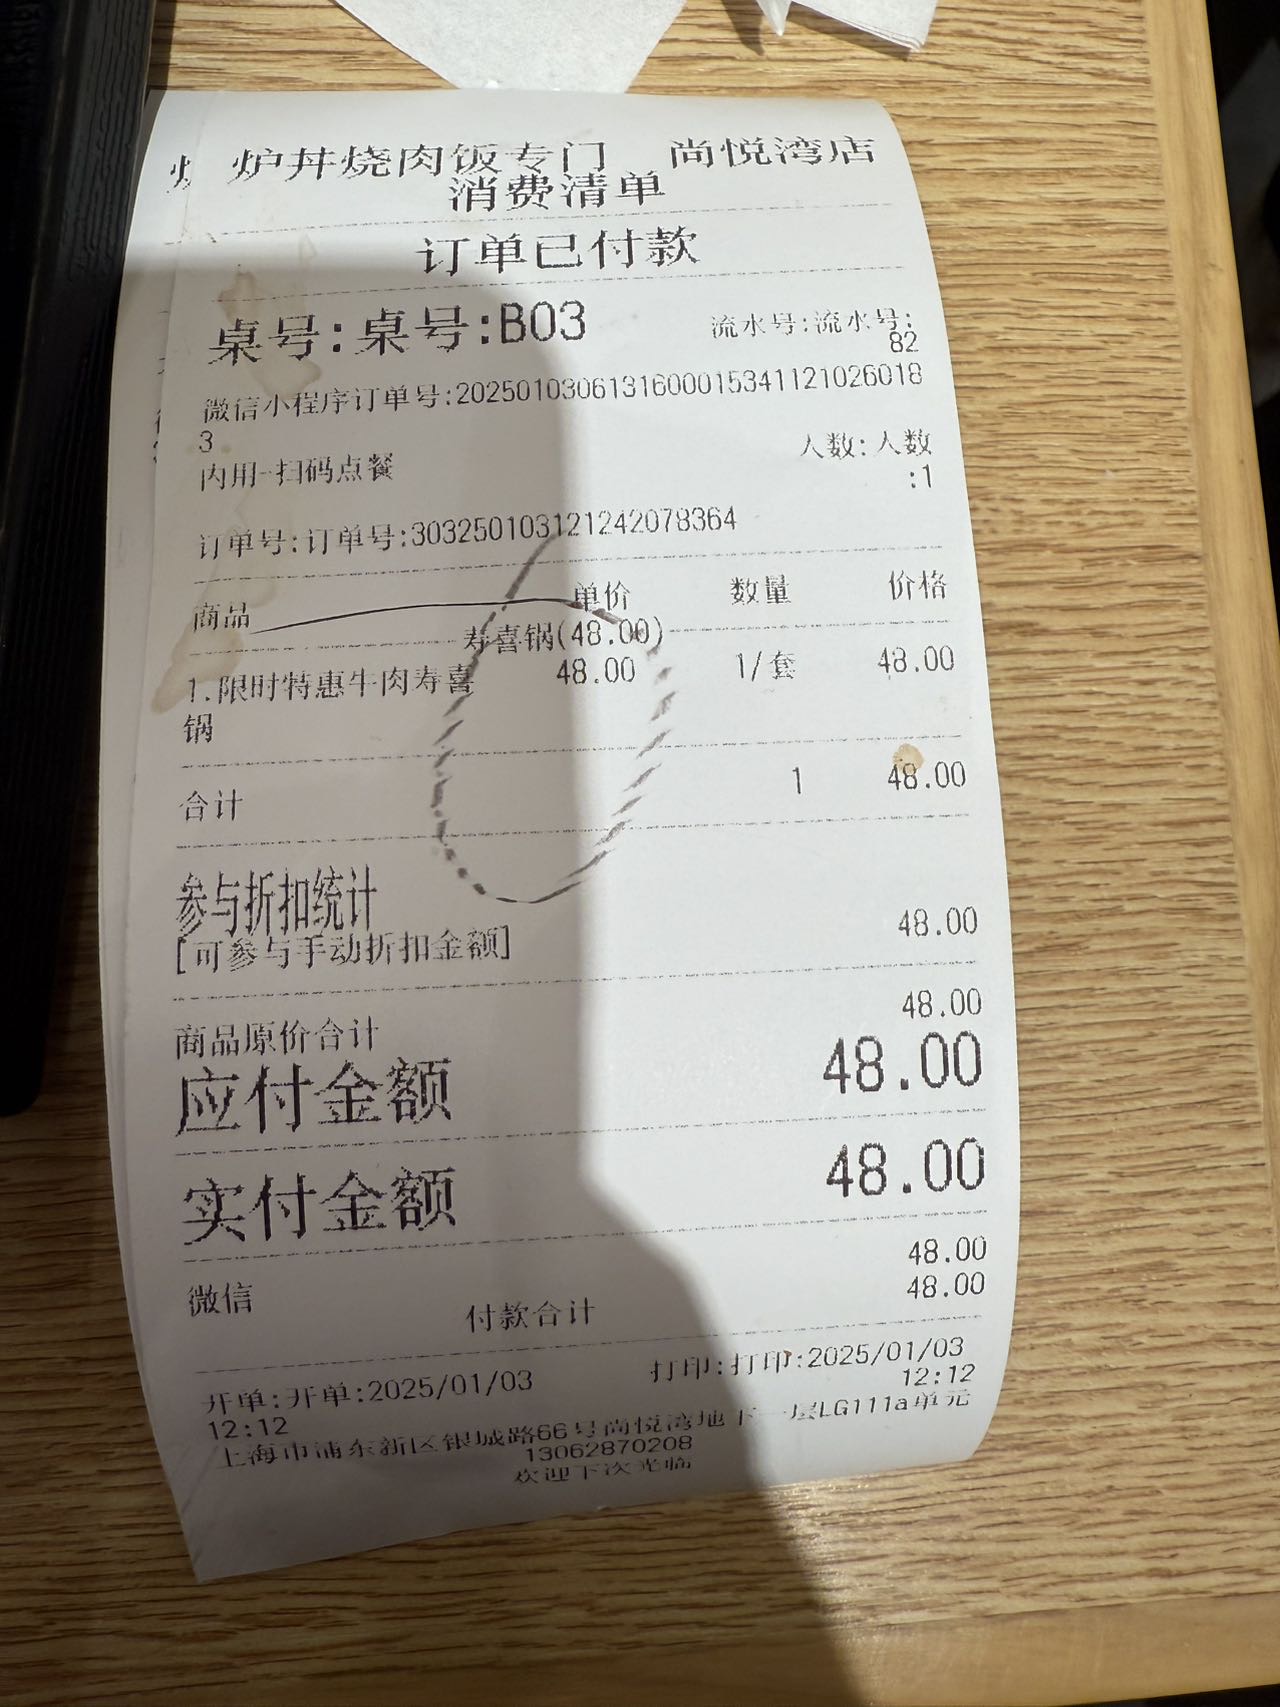 炉丼烧肉饭专门 尚悦湾店
消费清单
订单已付款
桌号:桌号:B03 流水号:流水号:
82
微信小程序订单号:2025010306131600015341121026018
3
内用-扫码点餐 人数:人数
:1
订单号:订单号:303250103121242078364
商品 单价 数量 价格
寿喜锅(48.00)
1.限时特惠牛肉寿喜 48.00 1/套 48.00
锅
合计 1 48.00
参与折扣统计
[可参与手动折扣金额] 48.00
商品原价合计 48.00
应付金额 48.00
实付金额 48.00
微信 48.00
付款合计 48.00
开单:开单:2025/01/03 打印:打印:2025/01/03
12:12 12:12
上海市浦东新区银城路66号尚悦湾地下一层LG111a单元
13062870208
欢迎下次光临